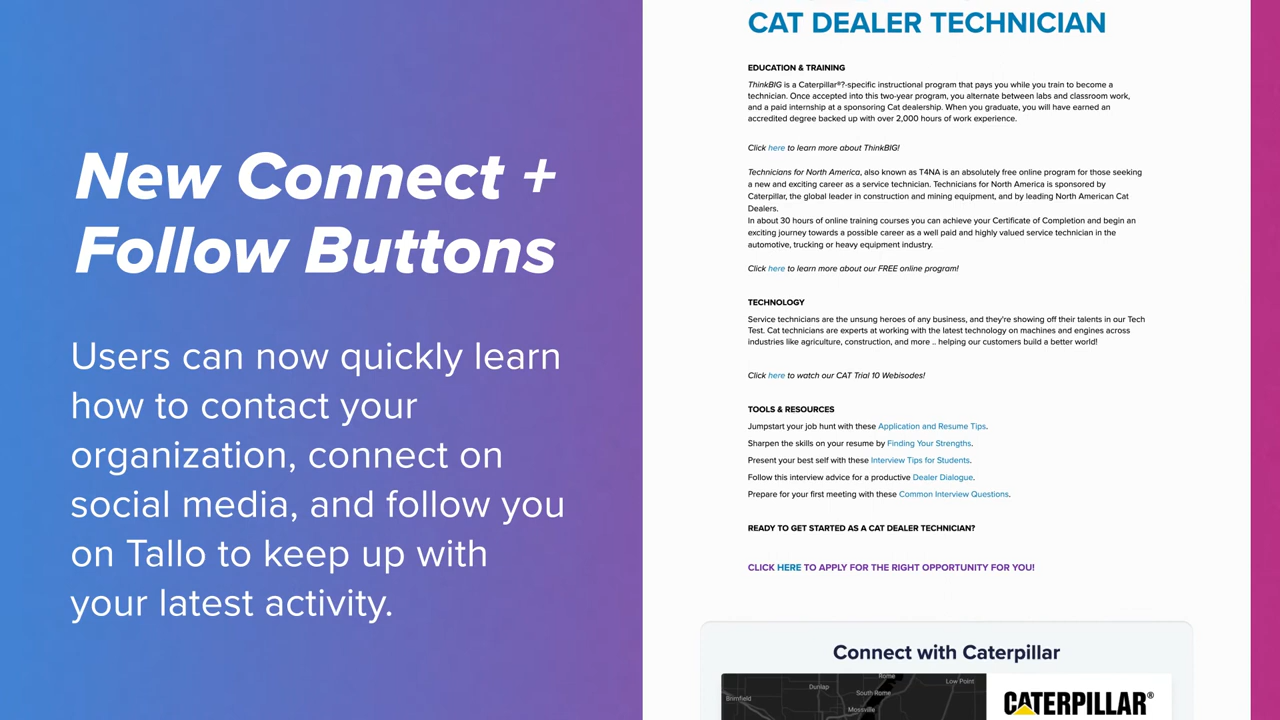 New Connect +
Follow Buttons
Users can now quickly learn
how to contact your
organization, connect on
social media, and follow you
on Tallo to keep up with
your latest activity.
CAT DEALER TECHNICIAN
EDUCATION & TRAINING
ThinkBIG is a Caterpillar®?-specific instructional program that pays you while you train to become a
technician. Once accepted into this two-year program, you alternate between labs and classroom work,
and a paid internship at a sponsoring Cat dealership. When you graduate, you will have earned an
accredited degree backed up with over 2,000 hours of work experience.
Click here to learn more about ThinkBIG!
Technicians for North America, also known as T4NA is an absolutely free online program for those seeking
a new and exciting career as a service technician. Technicians for North America is sponsored by
Caterpillar, the global leader in construction and mining equipment, and by leading North American Cat
Dealers.
In about 30 hours of online training courses you can achieve your Certificate of Completion and begin an
exciting journey towards a possible career as a well paid and highly valued service technician in the
automotive, trucking or heavy equipment industry.
Click here to learn more about our FREE online program!
TECHNOLOGY
Service technicians are the unsung heroes of any business, and they're showing off their talents in our Tech
Test. Cat technicians are experts at working with the latest technology on machines and engines across
industries like agriculture, construction, and more .. helping our customers build a better world!
Click here to watch our CAT Trial 10 Webisodes!
TOOLS & RESOURCES
Jumpstart your job hunt with these Application and Resume Tips.
Sharpen the skills on your resume by Finding Your Strengths.
Present your best self with these Interview Tips for Students.
Follow this interview advice for a productive Dealer Dialogue.
Prepare for your first meeting with these Common Interview Questions.
READY TO GET STARTED AS A CAT DEALER TECHNICIAN?
CLICK HERE TO APPLY FOR THE RIGHT OPPORTUNITY FOR YOU!
Connect with Caterpillar
Rome
Low Point
Dunlap
South Rome
Brimfield
Mossville
CATERPILLAR®